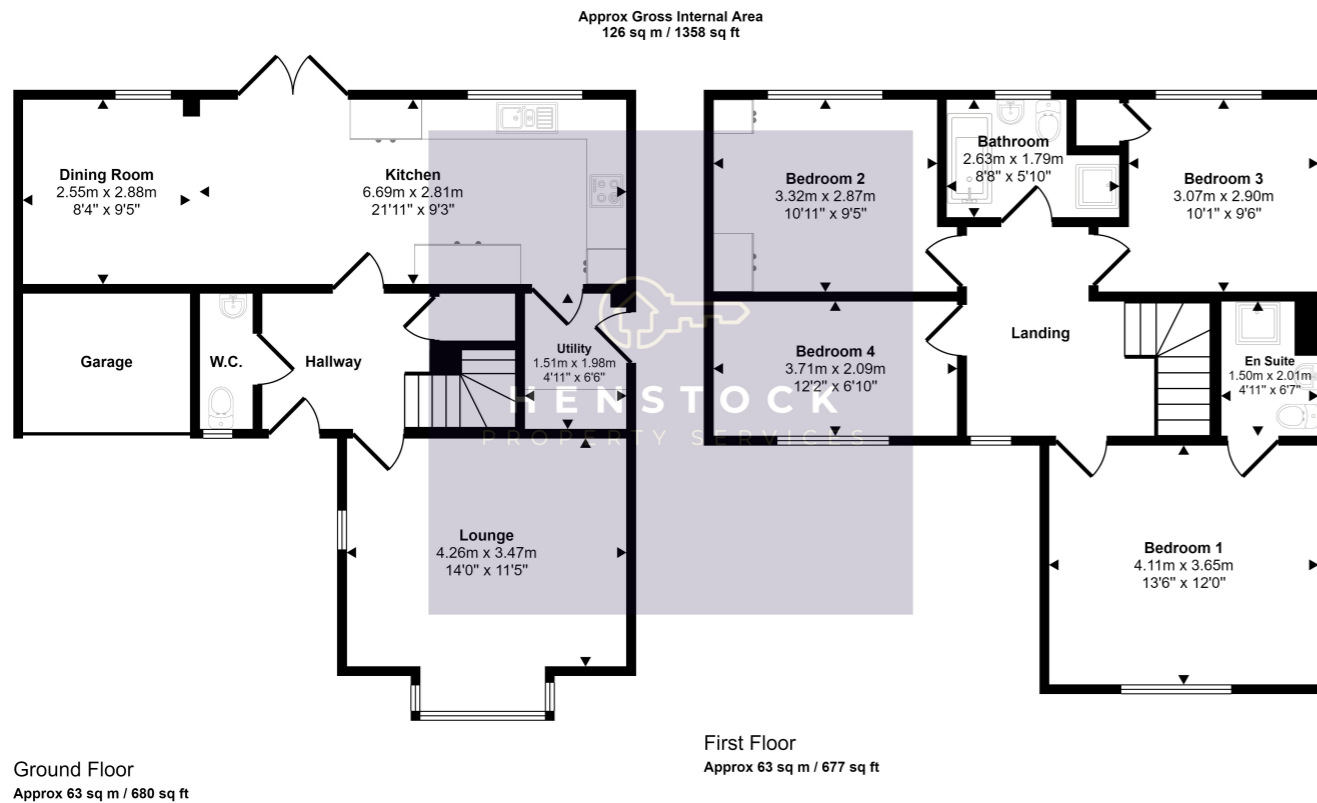 Approx Gross Internal Area
126 sq m / 1358 sq ft
Dining Room
2.55m x 2.88m
8'4" x 9'5"
Kitchen
6.69m x 2.81m
21'11" x 9'3"
Garage
W.C.
Hallway
Utility
1.51m x 1.98m
4'11" x 6'6"
Lounge
4.26m x 3.47m
14'0" x 11'5"
Ground Floor
Approx 63 sq m / 680 sq ft
Bedroom 2
3.32m x 2.87m
10'11" x 9'5"
Bathroom
2.63m x 1.79m
8'8" x 5'10"
Bedroom 3
3.07m x 2.90m
10'1" x 9'6"
Bedroom 4
3.71m x 2.09m
12'2" x 6'10"
Landing
En Suite
1.50m x 2.01m
4'11" x 6'7"
Bedroom 1
4.11m x 3.65m
13'6" x 12'0"
First Floor
Approx 63 sq m / 677 sq ft
HENSTOCK
PROPERTY SERVICES